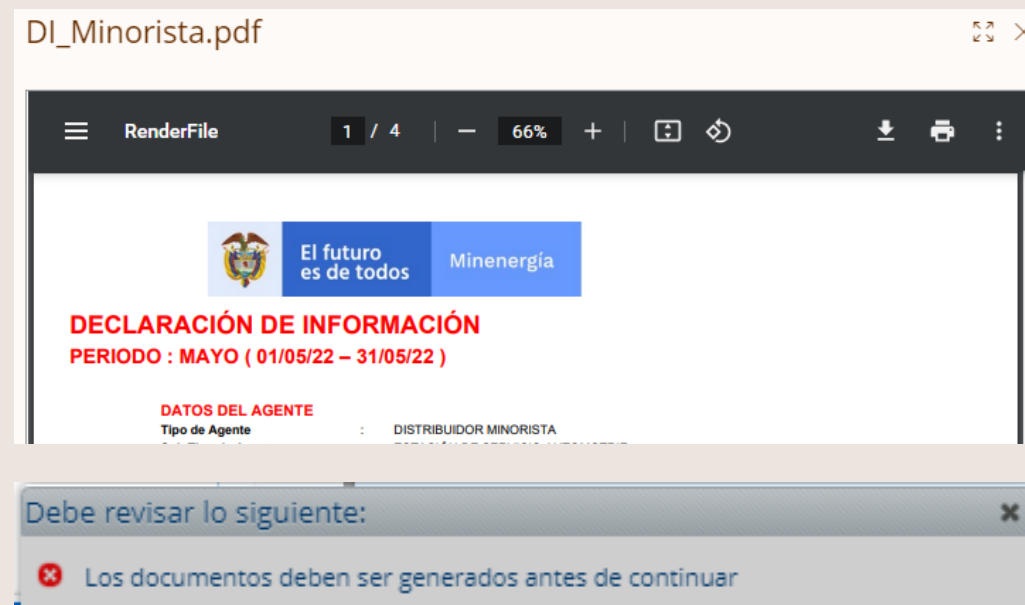 DI_Minorista.pdf
RenderFile 1 / 4 66%
El futuro
es de todos
Minenergía
DECLARACIÓN DE INFORMACIÓN
PERIODO : MAYO ( 01/05/22 – 31/05/22 )
DATOS DEL AGENTE
Tipo de Agente : DISTRIBUIDOR MINORISTA
Debe revisar lo siguiente:
Los documentos deben ser generados antes de continuar